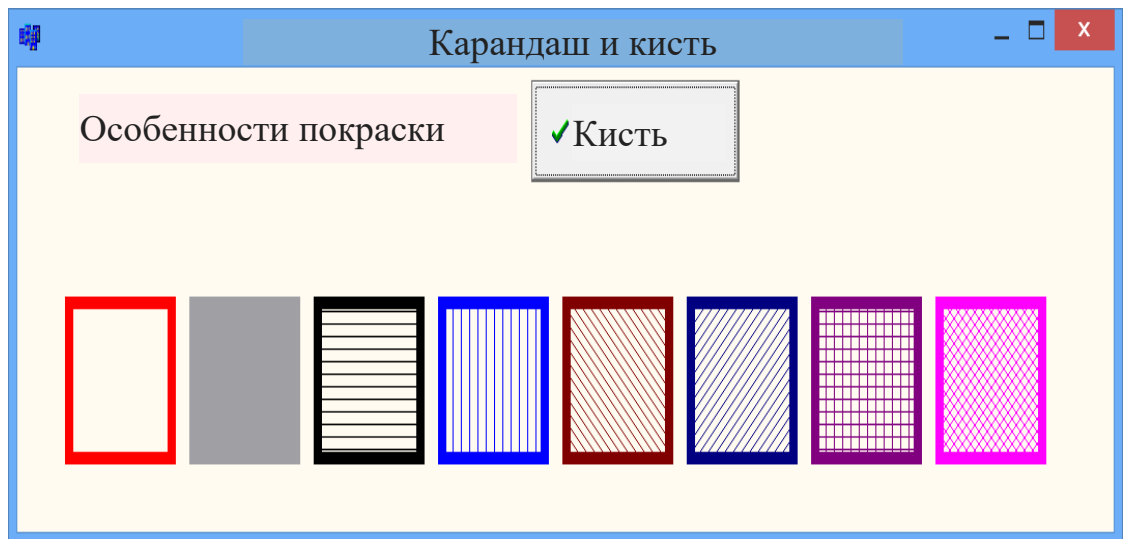 Карандаш и кисть
Особенности покраски
Кисть